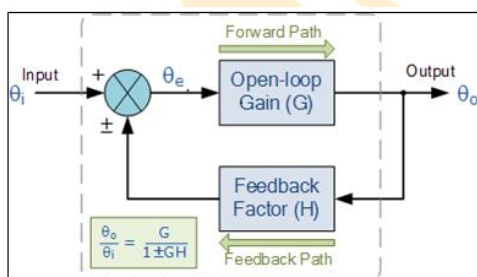 Forward Path
Input
θi
+
±
θe
Open-loop
Gain (G)
Output
θo
Feedback
Factor (H)
θo/θi = G/1±GH
Feedback Path